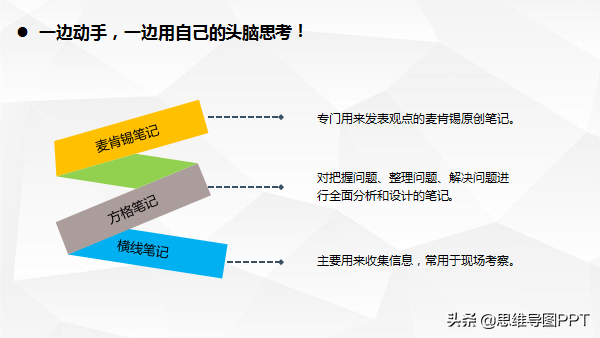 ● 一边动手，一边用自己的头脑思考！
麦肯锡笔记
专门用来发表观点的麦肯锡原创笔记。
方格笔记
对把握问题、整理问题、解决问题进
行全面分析和设计的笔记。
横线笔记
主要用来收集信息，常用于现场考察。
头条 @思维导图PPT